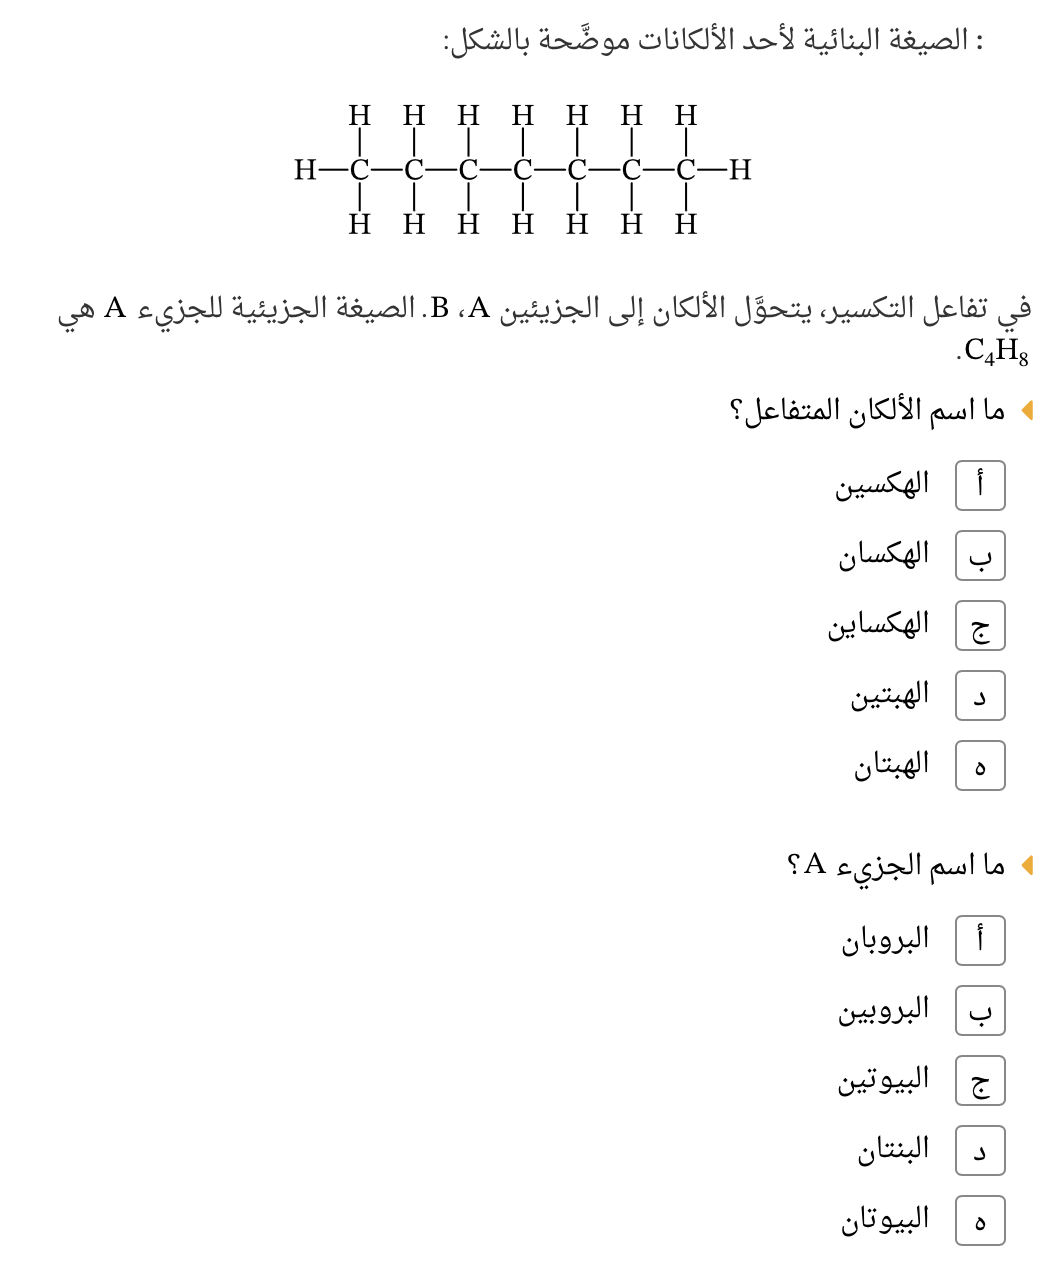 : الصيغة البنائية لأحد الألكانات موضَّحة بالشكل:
H H H H H H H
H—C—C—C—C—C—C—C—H
H H H H H H H
في تفاعل التكسير، يتحوَّل الألكان إلى الجزيئين A، B. الصيغة الجزيئية للجزيء A هي
C₄H₈.
ما اسم الألكان المتفاعل؟
أ الهكسين
ب الهكسان
ج الهكساين
د الهبتين
ه الهبتان
ما اسم الجزيء A؟
أ البروبان
ب البروبين
ج البيوتين
د البنتان
ه البيوتان